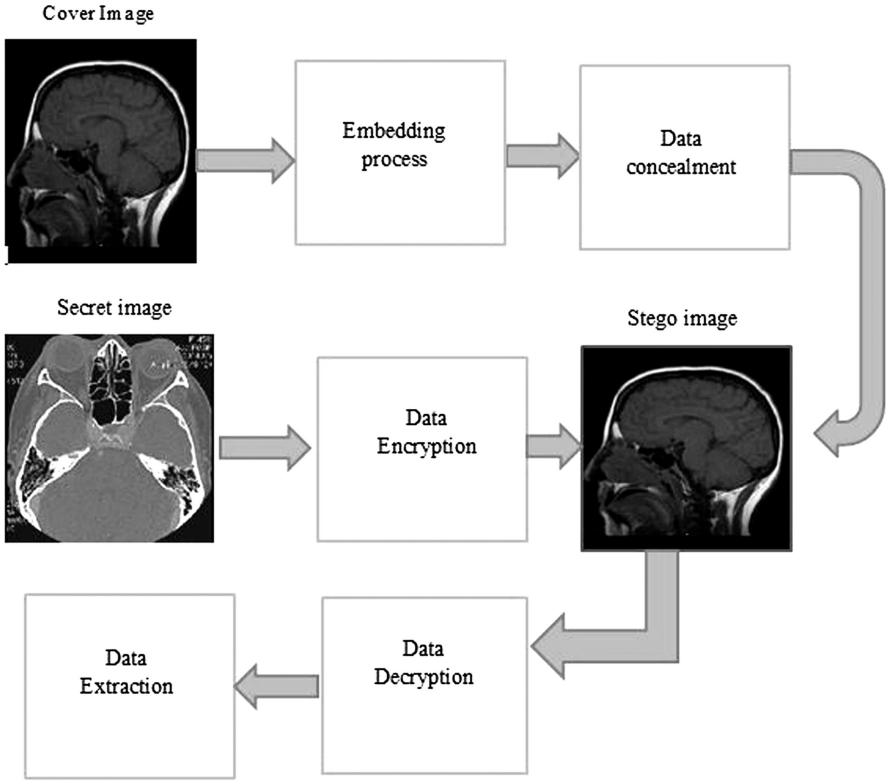 Cover Image
Embedding
process
Data
concealment
Secret image
Stego image
Data
Encryption
Data
Extraction
Data
Decryption